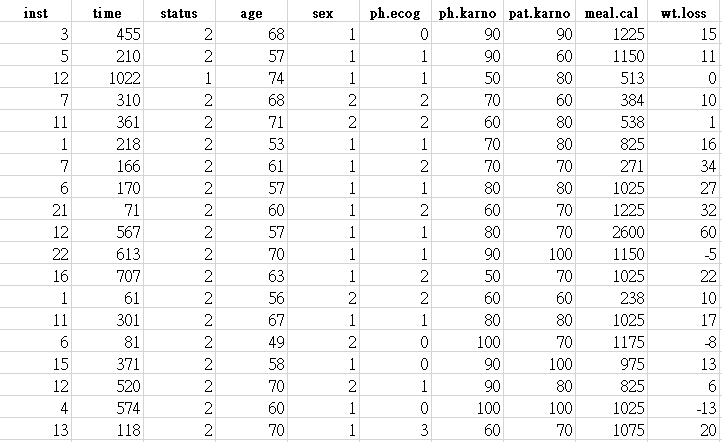 inst time status age sex ph.ecog ph.karno pat.karno meal.cal wt.loss
3 455 2 68 1 0 90 90 1225 15
5 210 2 57 1 1 90 60 1150 11
12 1022 1 74 1 1 50 80 513 0
7 310 2 68 2 2 70 60 384 10
11 361 2 71 2 2 60 80 538 1
1 218 2 53 1 1 70 80 825 16
7 166 2 61 1 2 70 70 271 34
6 170 2 57 1 1 80 80 1025 27
21 71 2 60 1 2 60 70 1225 32
12 567 2 57 1 1 80 70 2600 60
22 613 2 70 1 1 90 100 1150 -5
16 707 2 63 1 2 50 70 1025 22
1 61 2 56 2 2 60 60 238 10
11 301 2 67 1 1 80 80 1025 17
6 81 2 49 2 0 100 70 1175 -8
15 371 2 58 1 0 90 100 975 13
12 520 2 70 2 1 90 80 825 6
4 574 2 60 1 0 100 100 1025 -13
13 118 2 70 1 3 60 70 1075 20